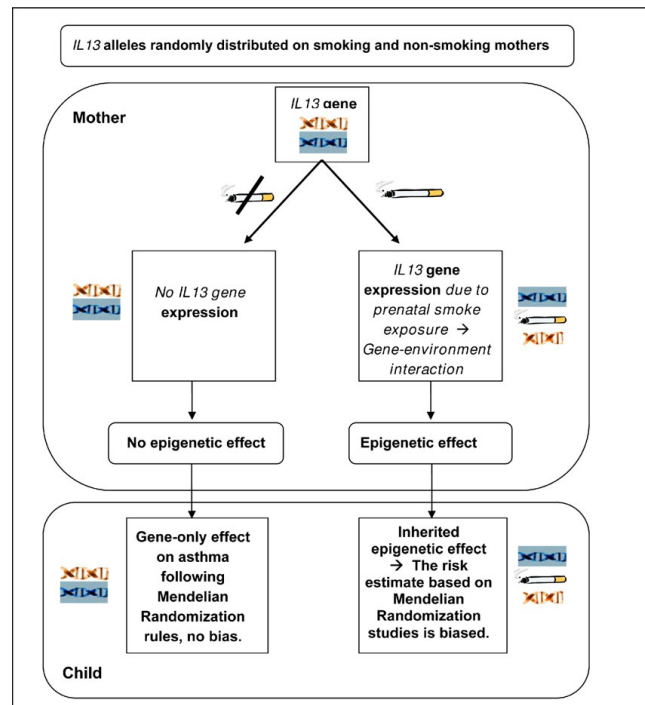 IL13 alleles randomly distributed on smoking and non-smoking mothers
Mother
IL13 gene
No IL13 gene
expression
IL13 gene
expression due to
prenatal smoke
exposure →
Gene-environment
interaction
No epigenetic effect
Epigenetic effect
Gene-only effect
on asthma
following
Mendelian
Randomization
rules, no bias.
Inherited
epigenetic effect
→ The risk
estimate based on
Mendelian
Randomization
studies is biased.
Child